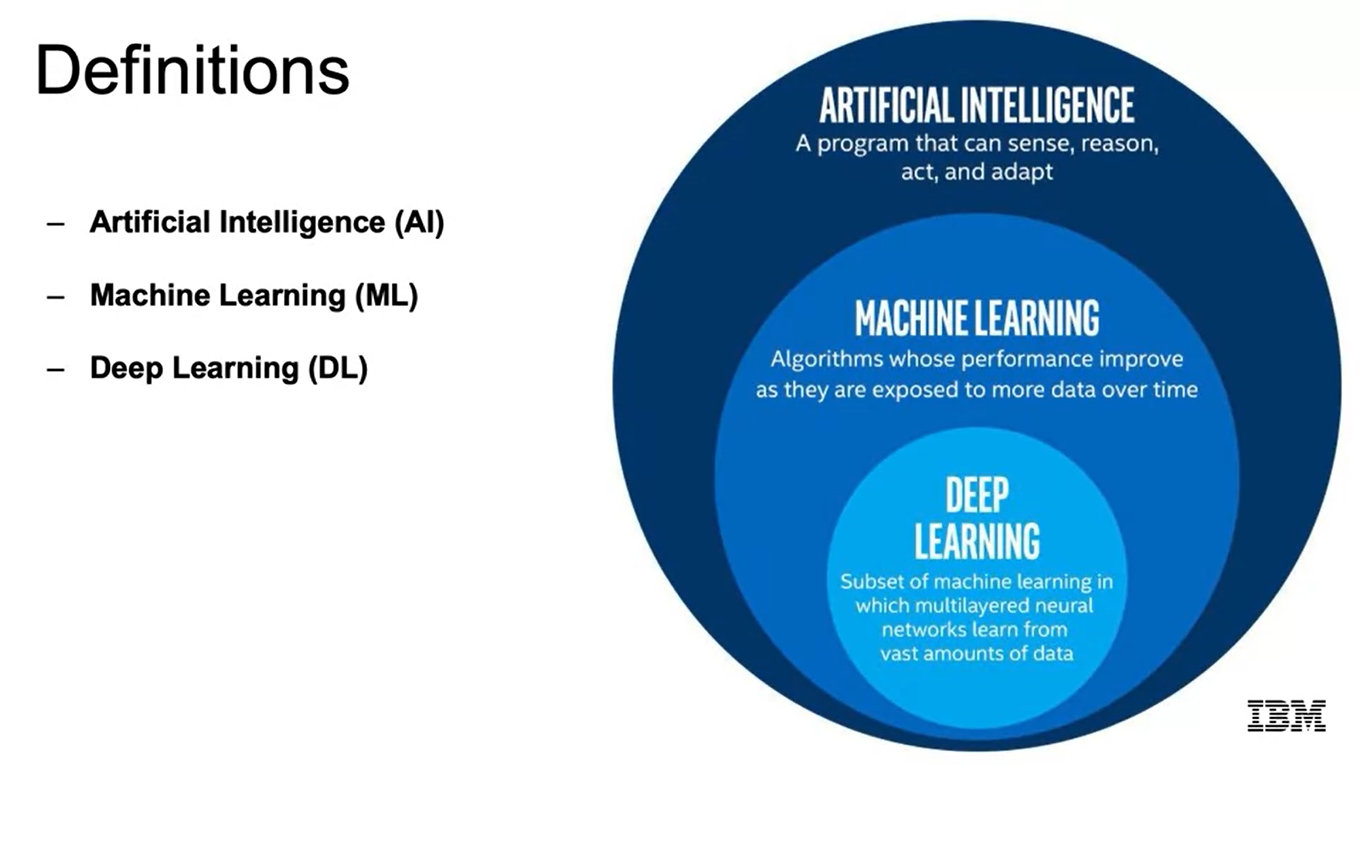 Definitions
– Artificial Intelligence (AI)
– Machine Learning (ML)
– Deep Learning (DL)
ARTIFICIAL INTELLIGENCE
A program that can sense, reason,
act, and adapt
MACHINE LEARNING
Algorithms whose performance improve
as they are exposed to more data over time
DEEP
LEARNING
Subset of machine learning in
which multilayered neural
networks learn from
vast amounts of data
IBM